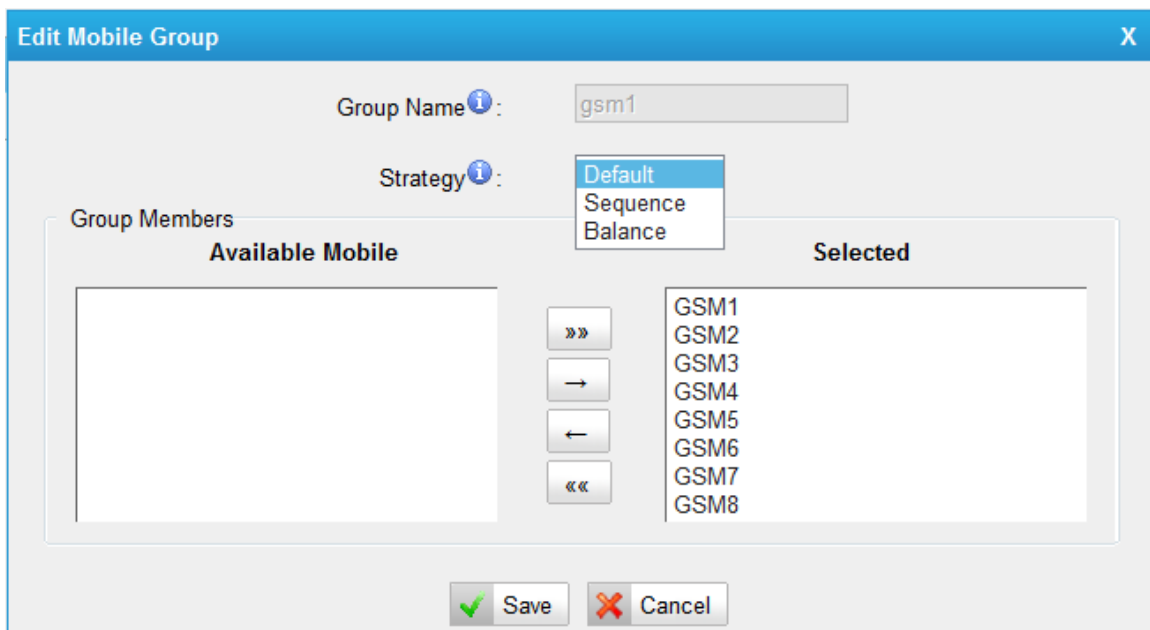 Edit Mobile Group X
Group Name i : gsm1
Strategy i : Default
Sequence
Balance
Group Members
Available Mobile Selected
»»
→
←
««
GSM1
GSM2
GSM3
GSM4
GSM5
GSM6
GSM7
GSM8
Save Cancel